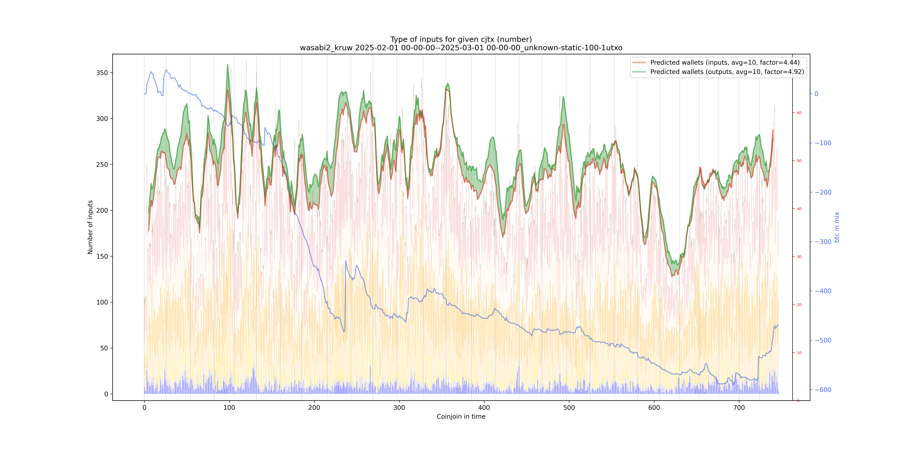 Type of inputs for given cjtx (number)
wasabi2_kruw 2025-02-01 00-00-00--2025-03-01 00-00-00_unknown-static-100-1utxo
Predicted wallets (inputs, avg=10, factor=4.44)
Predicted wallets (outputs, avg=10, factor=4.92)
Number of inputs
350
300
250
200
150
100
50
0
0 100 200 300 400 500 600 700
Coinjoin in time
60
50
40
30
20
10
0
0
−100
−200
−300
−400
−500
−600
btc in mix